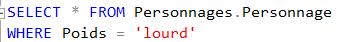 SELECT * FROM Personnages.Personnage
WHERE Poids = 'lourd'